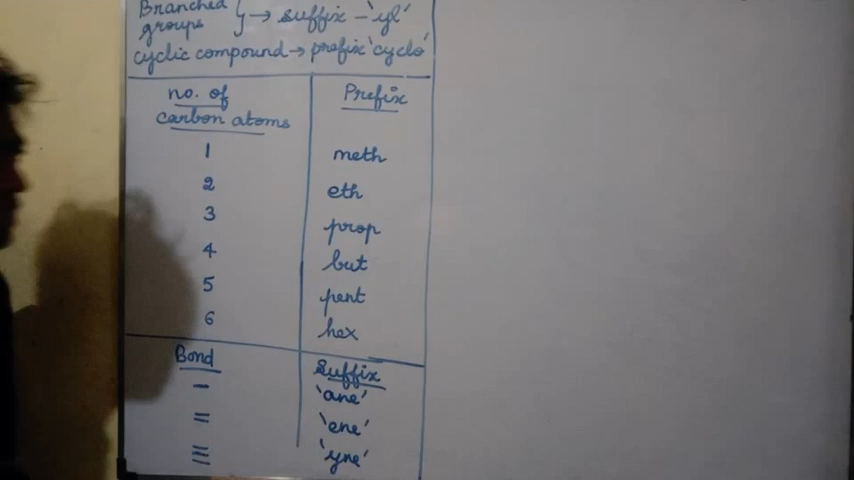 Branched
groups } → suffix - 'yl'
cyclic compound → prefix 'cyclo'
no. of carbon atoms Prefix
1 meth
2 eth
3 prop
4 but
5 pent
6 hex
Bond Suffix
- 'ane'
= 'ene'
≡ 'yne'